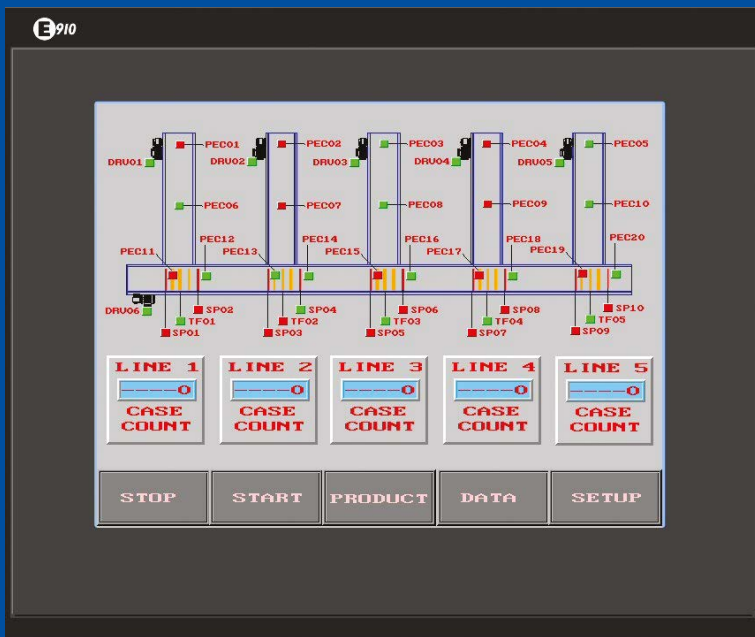 E910
PEC01 PEC02 PEC03 PEC04 PEC05
DRV01 DRV02 DRV03 DRV04 DRV05
PEC06 PEC07 PEC08 PEC09 PEC10
PEC11 PEC12 PEC13 PEC14 PEC15 PEC16 PEC17 PEC18 PEC19 PEC20
DRV06 SP02 SP04 SP06 SP08 SP10
TF01 TF02 TF03 TF04 TF05
SP01 SP03 SP05 SP07 SP09
LINE 1 LINE 2 LINE 3 LINE 4 LINE 5
----0 ----0 ----0 ----0 ----0
CASE CASE CASE CASE CASE
COUNT COUNT COUNT COUNT COUNT
STOP START PRODUCT DATA SETUP